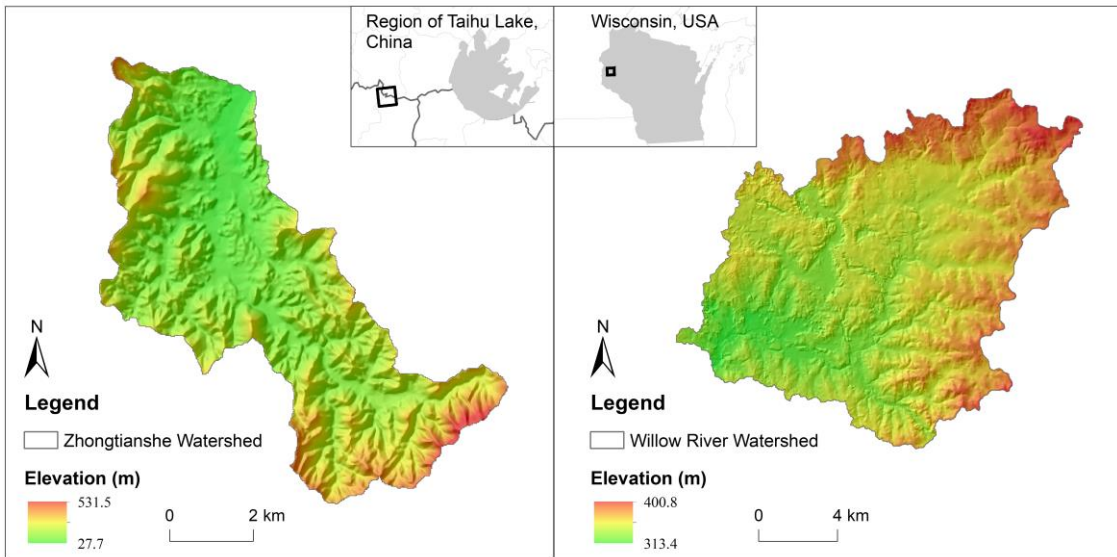 Region of Taihu Lake,
China
N
Legend
Zhongtianshe Watershed
Elevation (m)
531.5
27.7
0 2 km
Wisconsin, USA
N
Legend
Willow River Watershed
Elevation (m)
400.8
313.4
0 4 km